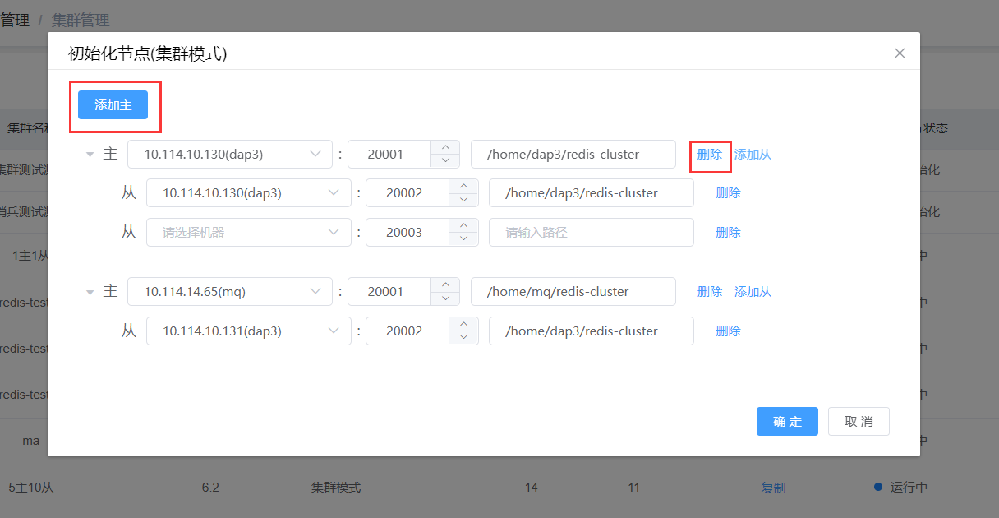 管理 / 集群管理
初始化节点(集群模式)
添加主
集群名
状态
主 10.114.10.130(dap3) : 20001 /home/dap3/redis-cluster 删除 添加从
集群测试
始化
从 10.114.10.130(dap3) : 20002 /home/dap3/redis-cluster 删除
哨兵测试
始化
从 请选择机器 : 20003 请输入路径 删除
1主1从
中
主 10.114.14.65(mq) : 20001 /home/mq/redis-cluster 删除 添加从
redis-test
中
从 10.114.10.131(dap3) : 20002 /home/dap3/redis-cluster 删除
redis-test
中
redis-test
中
确 定 取 消
ma
中
5主10从 6.2 集群模式 14 11 复制 运行中